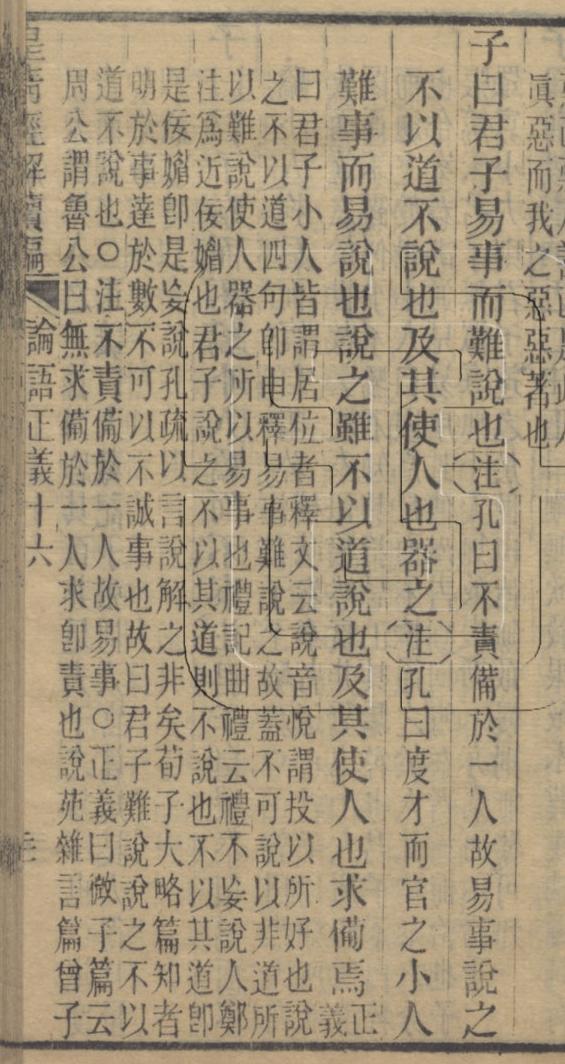 眞惡而我之惡惡著也
子曰君子易事而難說也注孔曰不責備於一人故易事說之
不以道不說也及其使人也器之注孔曰度才而官之小人
難事而易說也說之雖不以道說也及其使人也求備焉正義
曰君子小人皆謂居位者釋文云說音悅謂投以所好也說
之不以道四句卽申釋易事難說之故蓋不可說以非道所
以難說使人器之所以易事也禮記曲禮云禮不妄說人鄭
注爲近佞媚也君子說之不以其道則不說也不以其道卽
是佞媚卽是妄說孔疏以言說解之非矣荀子大略篇知者
明於事達於數不可以不誠事也故曰君子難說說之不以
道不說也○注不責備於一人故易事○正義曰微子篇云
周公謂魯公曰無求備於一人求卽責也說苑雜言篇曾子
皇淸經解續編
論語正義十六